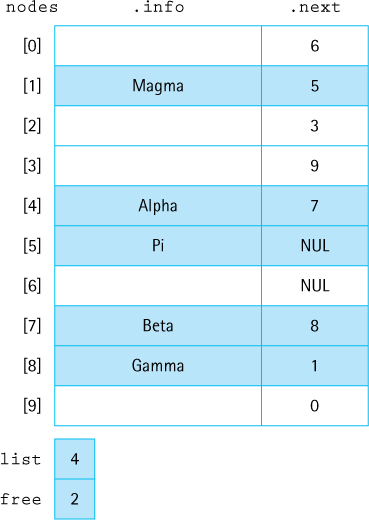 nodes .info .next
[0] 6
[1] Magma 5
[2] 3
[3] 9
[4] Alpha 7
[5] Pi NUL
[6] NUL
[7] Beta 8
[8] Gamma 1
[9] 0
list 4
free 2